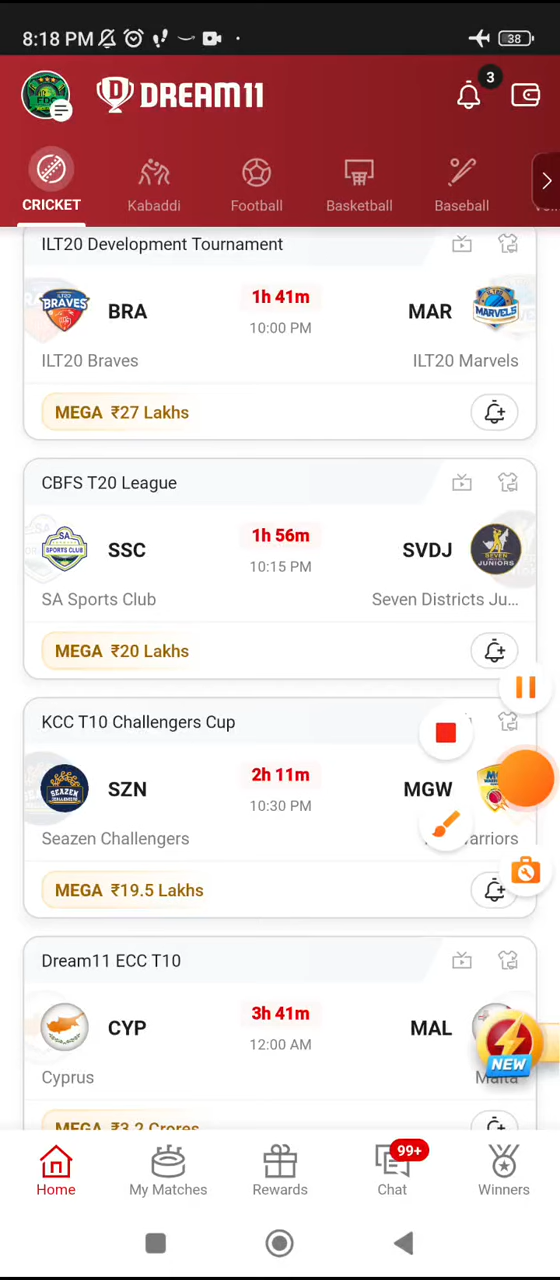 8:18 PM
38
DREAM11
3
CRICKET
Kabaddi
Football
Basketball
Baseball
ILT20 Development Tournament
BRA
1h 41m
MAR
10:00 PM
ILT20 Braves
ILT20 Marvels
MEGA ₹27 Lakhs
CBFS T20 League
SSC
1h 56m
SVDJ
10:15 PM
SA Sports Club
Seven Districts Ju...
MEGA ₹20 Lakhs
KCC T10 Challengers Cup
SZN
2h 11m
MGW
10:30 PM
Seazen Challengers
MEGA ₹19.5 Lakhs
Dream11 ECC T10
CYP
3h 41m
MAL
12:00 AM
Cyprus
Malta
NEW
MEGA ₹3.2 Crores
Home
My Matches
Rewards
99+
Chat
Winners